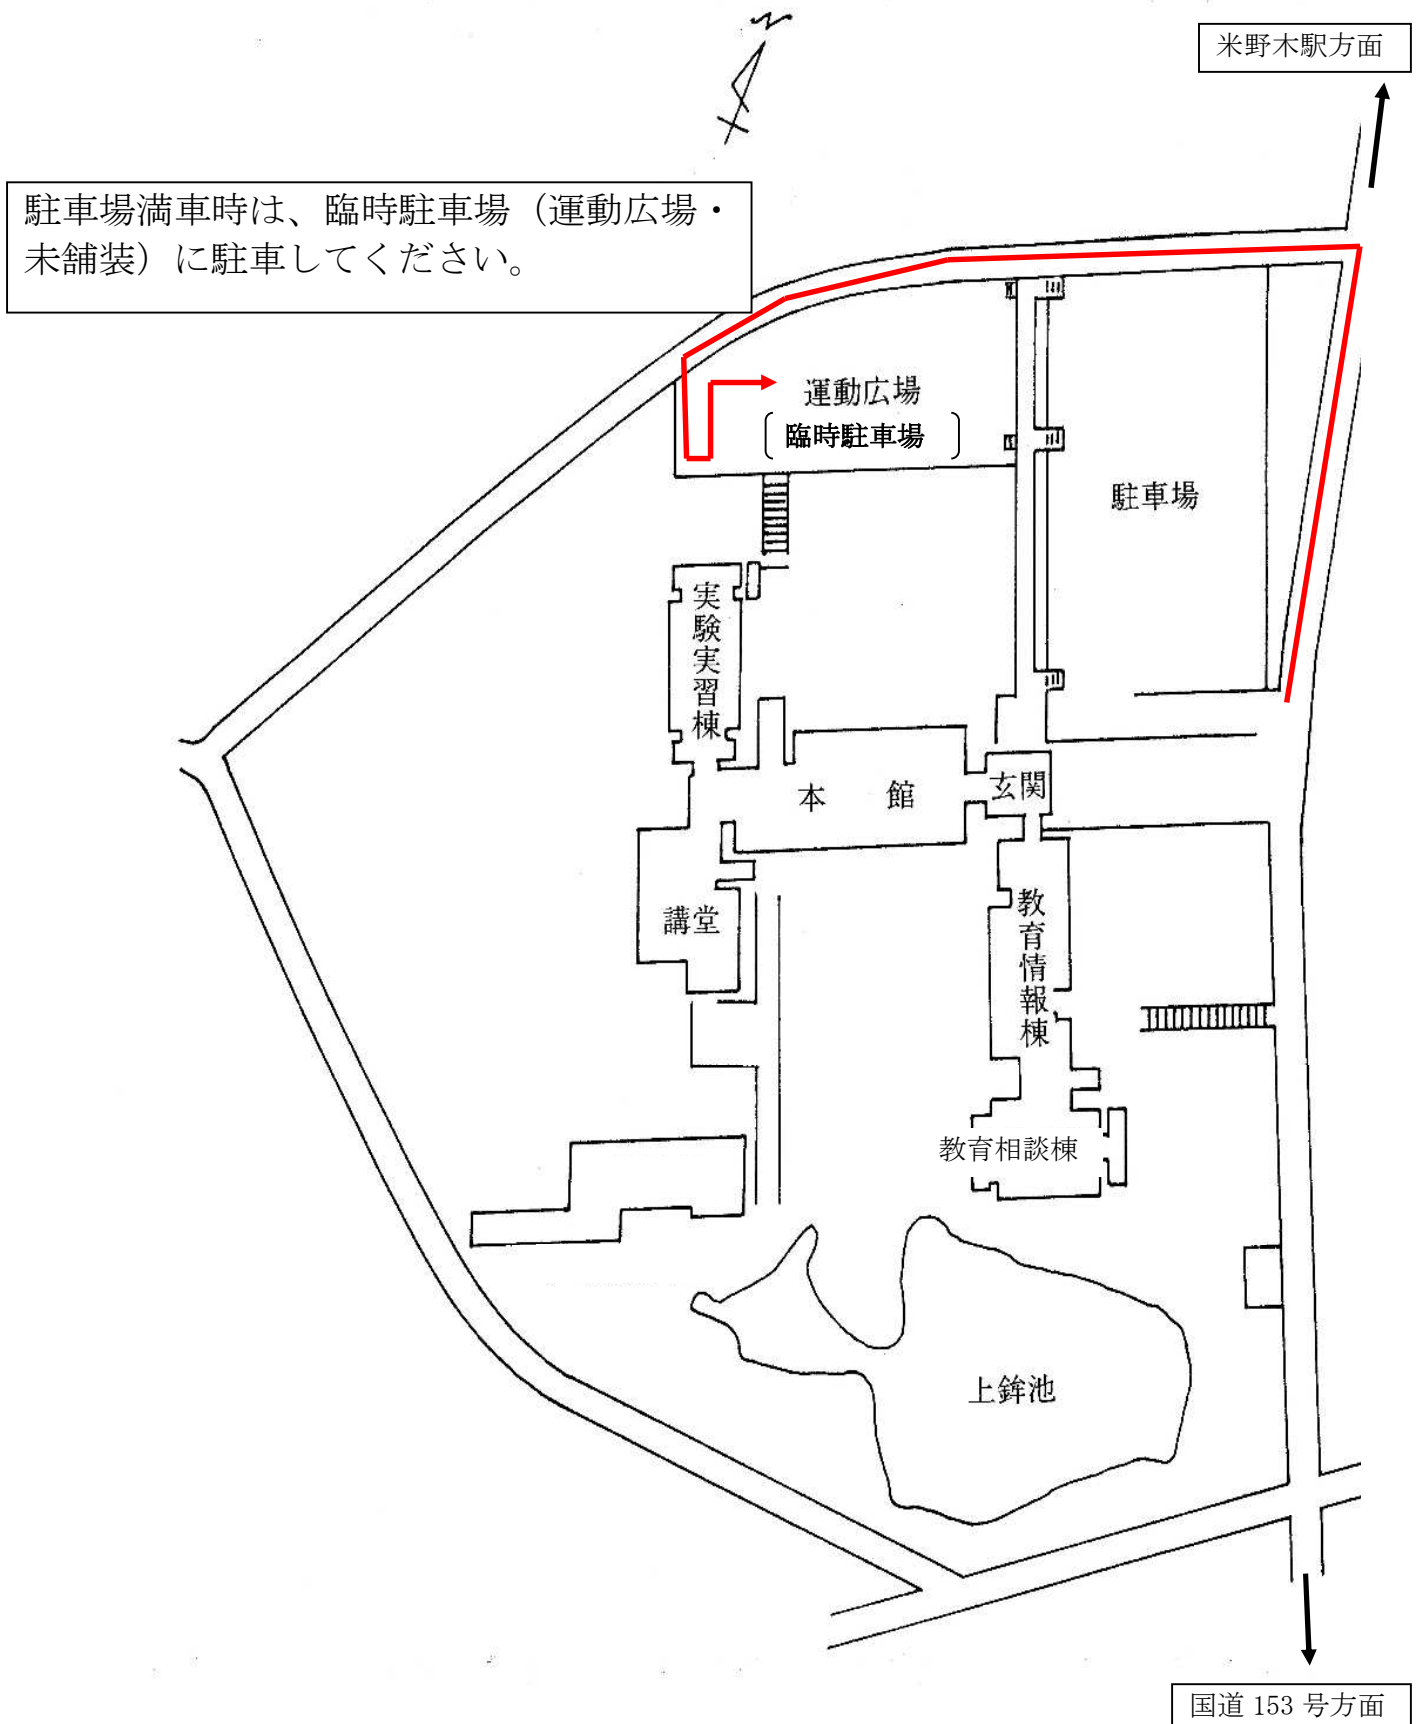 N
米野木駅方面
駐車場満車時は、臨時駐車場（運動広場・
未舗装）に駐車してください。
運動広場
〔臨時駐車場〕
駐車場
実験実習棟
本　館
玄関
講堂
教育情報棟
教育相談棟
上鉾池
国道 153 号方面